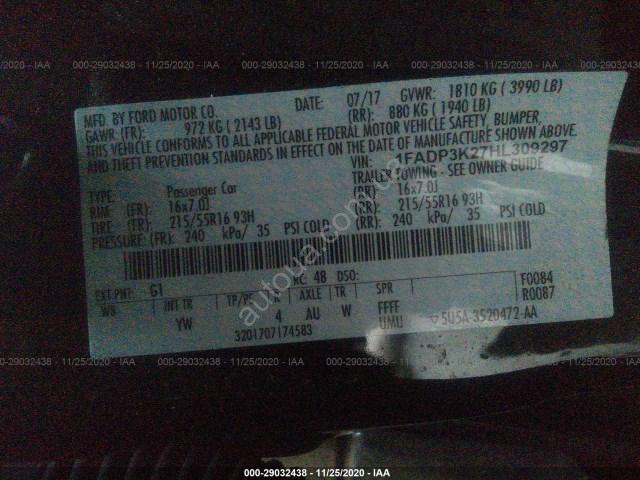 000-29032438 - 11/25/2020 - IAA 000-29032438 - 11/25/2020 - IAA 000-29032438 - 11/25/2020 - IAA
MFD. BY FORD MOTOR CO. DATE: 07/17 GVWR: 1810 KG ( 3990 LB)
GAWR: (FR): 972 KG ( 2143 LB) (RR): 880 KG ( 1940 LB)
THIS VEHICLE CONFORMS TO ALL APPLICABLE FEDERAL MOTOR VEHICLE SAFETY, BUMPER,
AND THEFT PREVENTION STANDARDS IN EFFECT ON THE DATE OF MANUFACTURE SHOWN ABOVE.
VIN: 1FADP3K27HL309297
TYPE: Passenger Car TRAILER TOWING - SEE OWNER GUIDE
RIM: (FR): 16x7.0J (RR): 16x7.0J
TIRE (FR): 215/55R16 93H (RR): 215/55R16 93H
PRESSURE: (FR): 240 kPa/ 35 PSI COLD (RR): 240 kPa/ 35 PSI COLD
autoua.com.ua
EXT PNT: G1 RC: 48 DSO: F0084
WB INT TR TP/PS R AXLE TR SPR R0087
YW 4 AU W FFFF
3201707174583 UMU 5U5A-3520472-AA
000-29032438 - 11/25/2020 - IAA 000-29032438 - 11/25/2020 - IAA 000-29032438 - 11/25/2020 - IAA
000-29032438 - 11/25/2020 - IAA